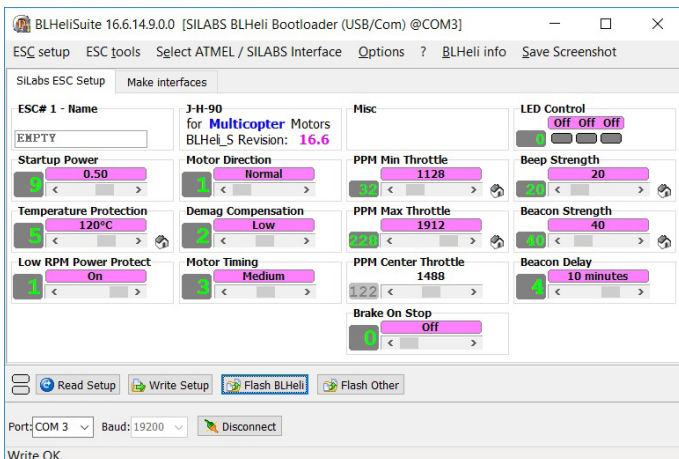 BLHeliSuite 16.6.14.9.0.0 [SILABS BLHeli Bootloader (USB/Com) @COM3]
ESC setup ESC tools Select ATMEL / SILABS Interface Options ? BLHeli info Save Screenshot
SiLabs ESC Setup Make interfaces
ESC# 1 - Name
EMPTY
J-H-90
for Multicopter Motors
BLHeli_S Revision: 16.6
Misc
LED Control
Off Off Off
0
Startup Power
0.50
9
Motor Direction
Normal
1
PPM Min Throttle
1128
32
Beep Strength
20
20
Temperature Protection
120°C
5
Demag Compensation
Low
2
PPM Max Throttle
1912
228
Beacon Strength
40
40
Low RPM Power Protect
On
1
Motor Timing
Medium
3
PPM Center Throttle
1488
122
Beacon Delay
10 minutes
4
Brake On Stop
Off
0
Read Setup Write Setup Flash BLHeli Flash Other
Port: COM 3 Baud: 19200 Disconnect
Write OK